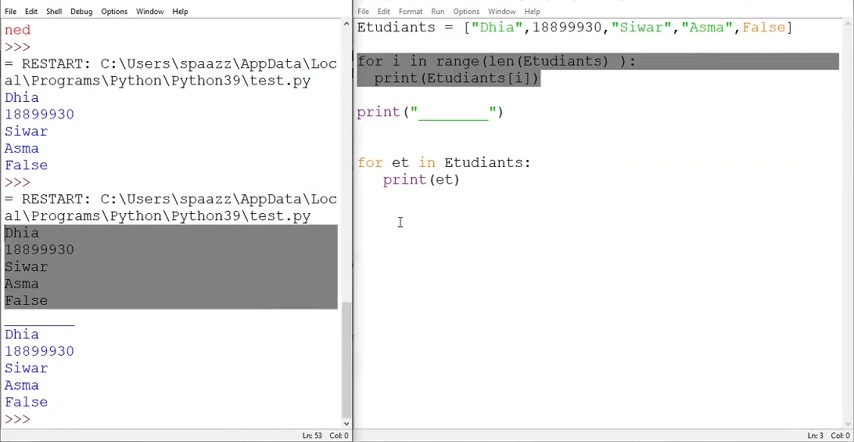 File Edit Shell Debug Options Window Help
ned
>>>
= RESTART: C:\Users\spaazz\AppData\Loc
al\Programs\Python\Python39\test.py
Dhia
18899930
Siwar
Asma
False
>>>
= RESTART: C:\Users\spaazz\AppData\Loc
al\Programs\Python\Python39\test.py
Dhia
18899930
Siwar
Asma
False
________
Dhia
18899930
Siwar
Asma
False
>>>
Ln: 53 Col: 0
File Edit Format Run Options Window Help
Etudiants = ["Dhia",18899930,"Siwar","Asma",False]
for i in range(len(Etudiants) ):
  print(Etudiants[i])
print("________")
for et in Etudiants:
   print(et)
Ln: 3 Col: 0